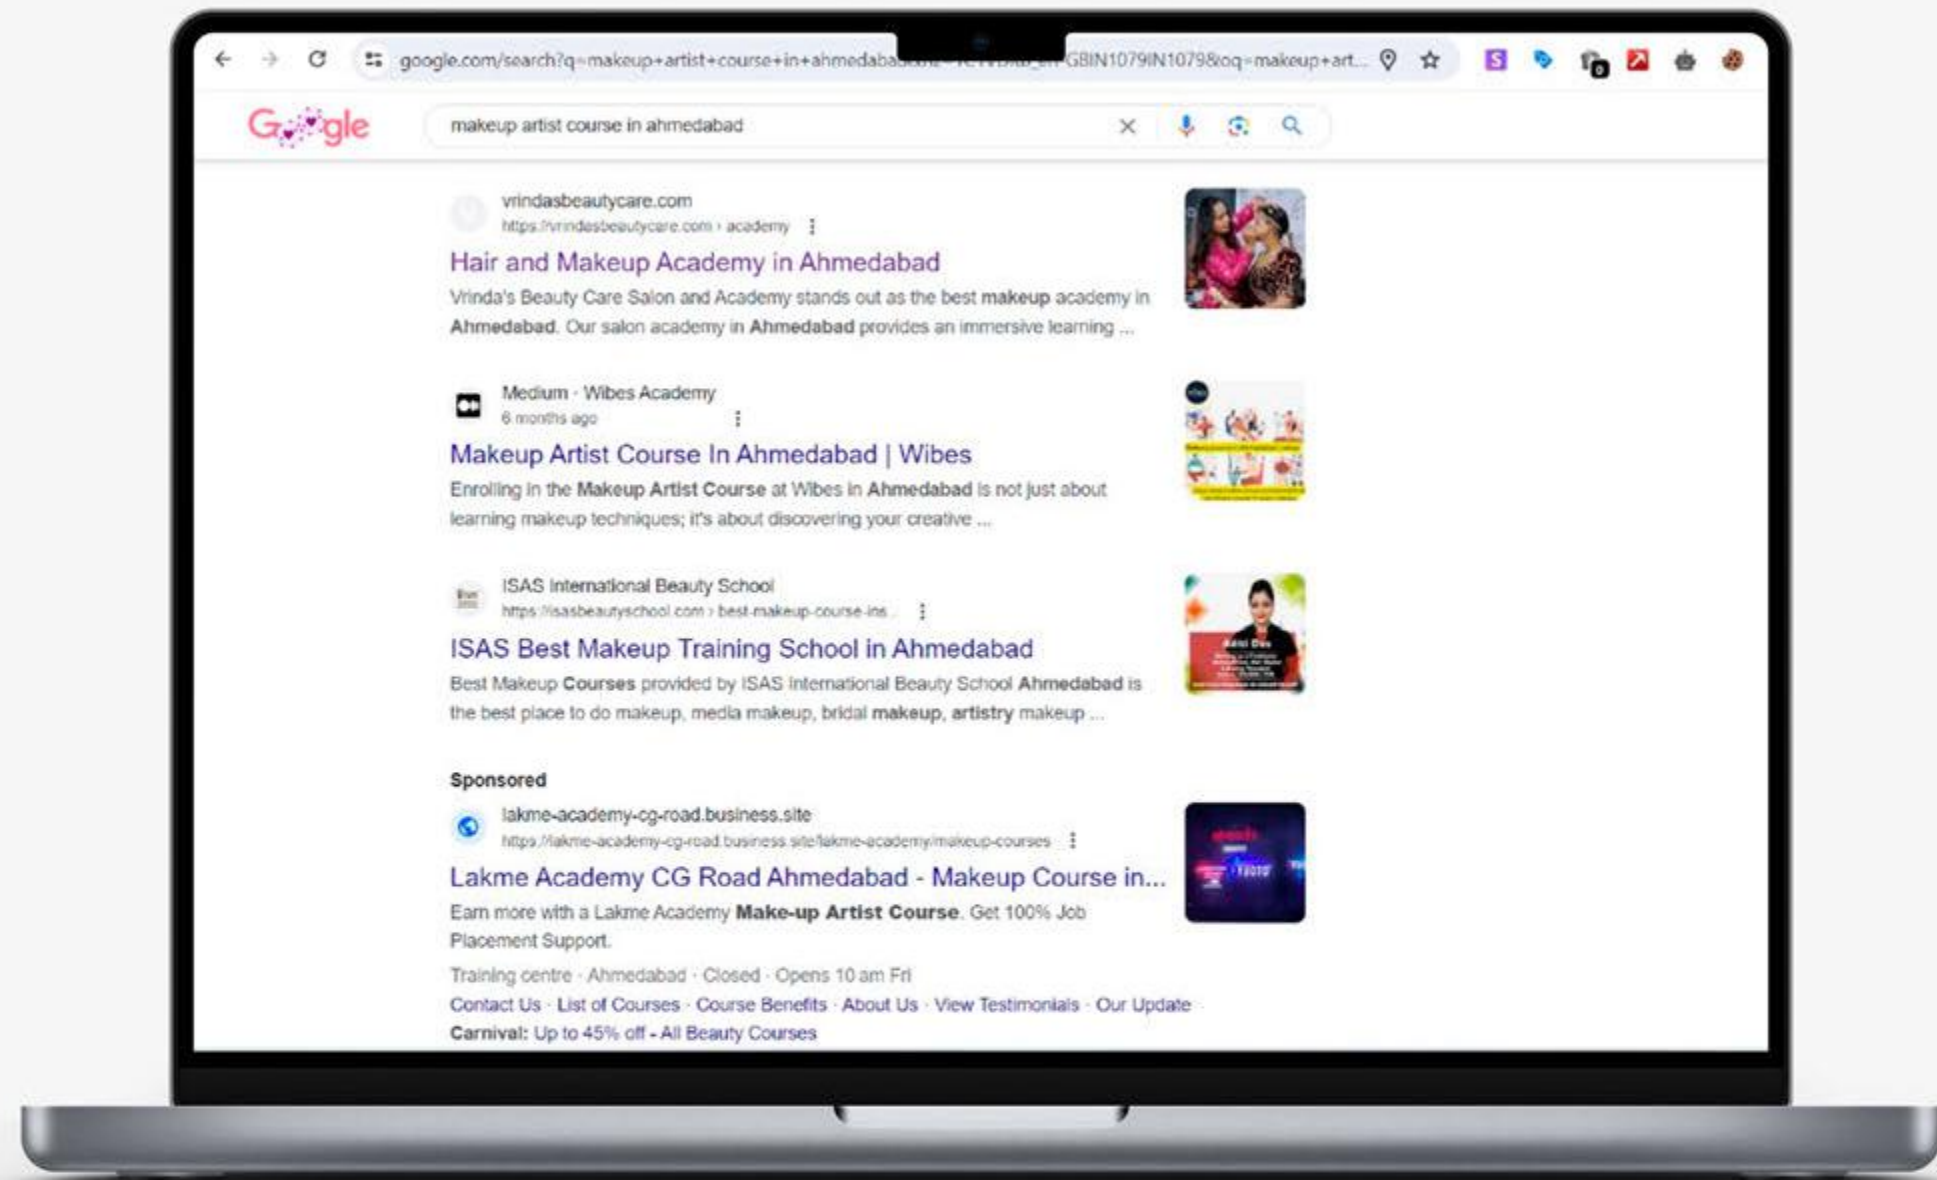 google.com/search?q=makeup+artist+course+in+ahmedabad GBIN1079IN1079&oq=makeup+art...
Google
makeup artist course in ahmedabad
vrindasbeautycare.com
https://vrindasbeautycare.com › academy
Hair and Makeup Academy in Ahmedabad
Vrinda's Beauty Care Salon and Academy stands out as the best makeup academy in
Ahmedabad. Our salon academy in Ahmedabad provides an immersive learning ...
Medium · Wibes Academy
6 months ago
Makeup Artist Course In Ahmedabad | Wibes
Enrolling in the Makeup Artist Course at Wibes in Ahmedabad is not just about
learning makeup techniques; it's about discovering your creative ...
ISAS International Beauty School
https://isasbeautyschool.com › best-makeup-course-ins...
ISAS Best Makeup Training School in Ahmedabad
Best Makeup Courses provided by ISAS International Beauty School Ahmedabad is
the best place to do makeup, media makeup, bridal makeup, artistry makeup ...
Sponsored
lakme-academy-cg-road.business.site
https://lakme-academy-cg-road.business.site/lakme-academy/makeup-courses
Lakme Academy CG Road Ahmedabad - Makeup Course in...
Earn more with a Lakme Academy Make-up Artist Course. Get 100% Job
Placement Support.
Training centre · Ahmedabad · Closed · Opens 10 am Fri
Contact Us · List of Courses · Course Benefits · About Us · View Testimonials · Our Update
Carnival: Up to 45% off - All Beauty Courses